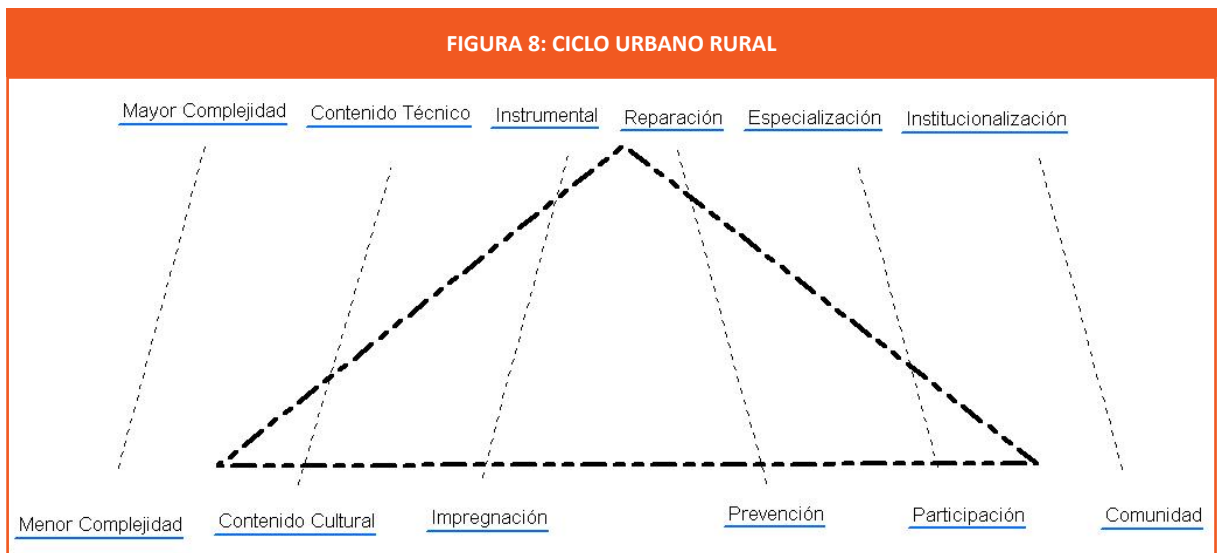 FIGURA 8: CICLO URBANO RURAL
Mayor Complejidad Contenido Técnico Instrumental Reparación Especialización Institucionalización
Menor Complejidad Contenido Cultural Impregnación Prevención Participación Comunidad